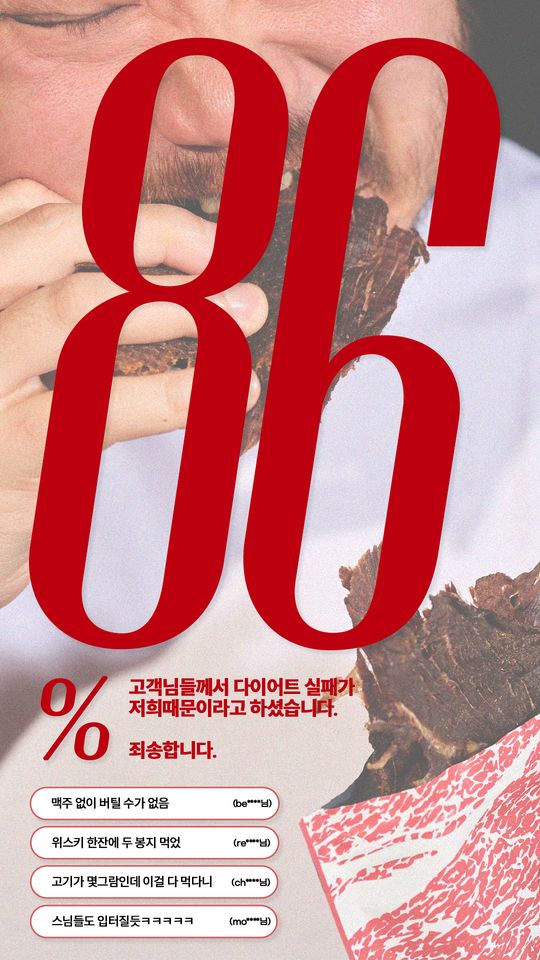 86
%
고객님들께서 다이어트 실패가
저희때문이라고 하셨습니다.
죄송합니다.
맥주 없이 버틸 수가 없음 (be****님)
위스키 한잔에 두 봉지 먹었 (re****님)
고기가 몇그람인데 이걸 다 먹다니 (ch****님)
스님들도 입터질듯ㅋㅋㅋㅋㅋ (mo****님)